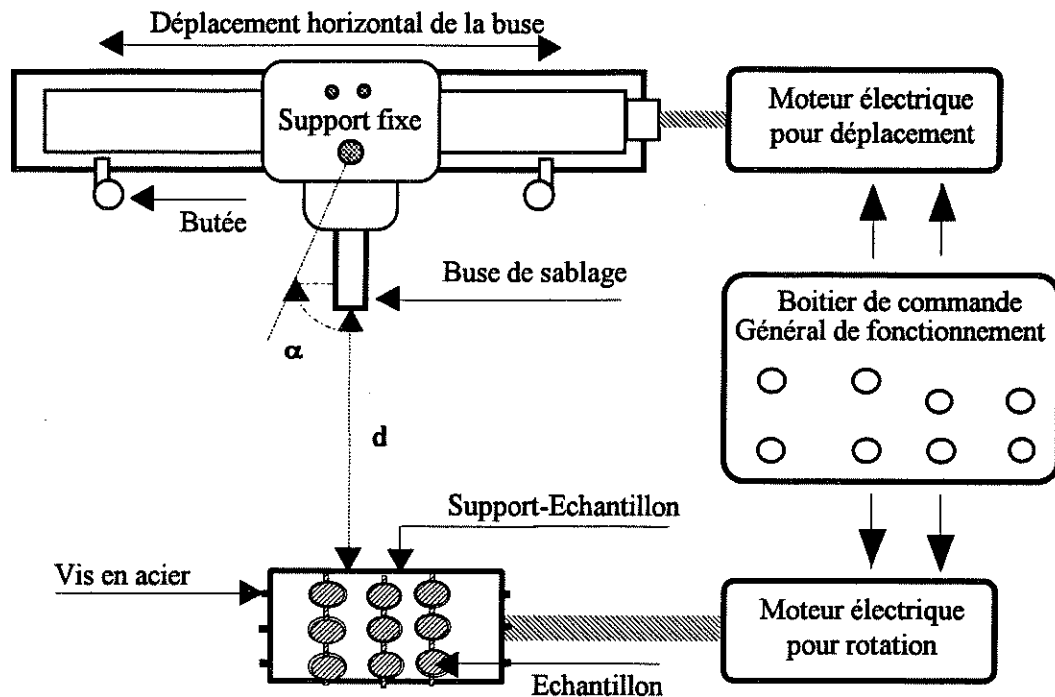 Déplacement horizontal de la buse
Support fixe
Moteur électrique
pour déplacement
Butée
Buse de sablage
α
d
Boitier de commande
Général de fonctionnement
Support-Echantillon
Vis en acier
Moteur électrique
pour rotation
Echantillon